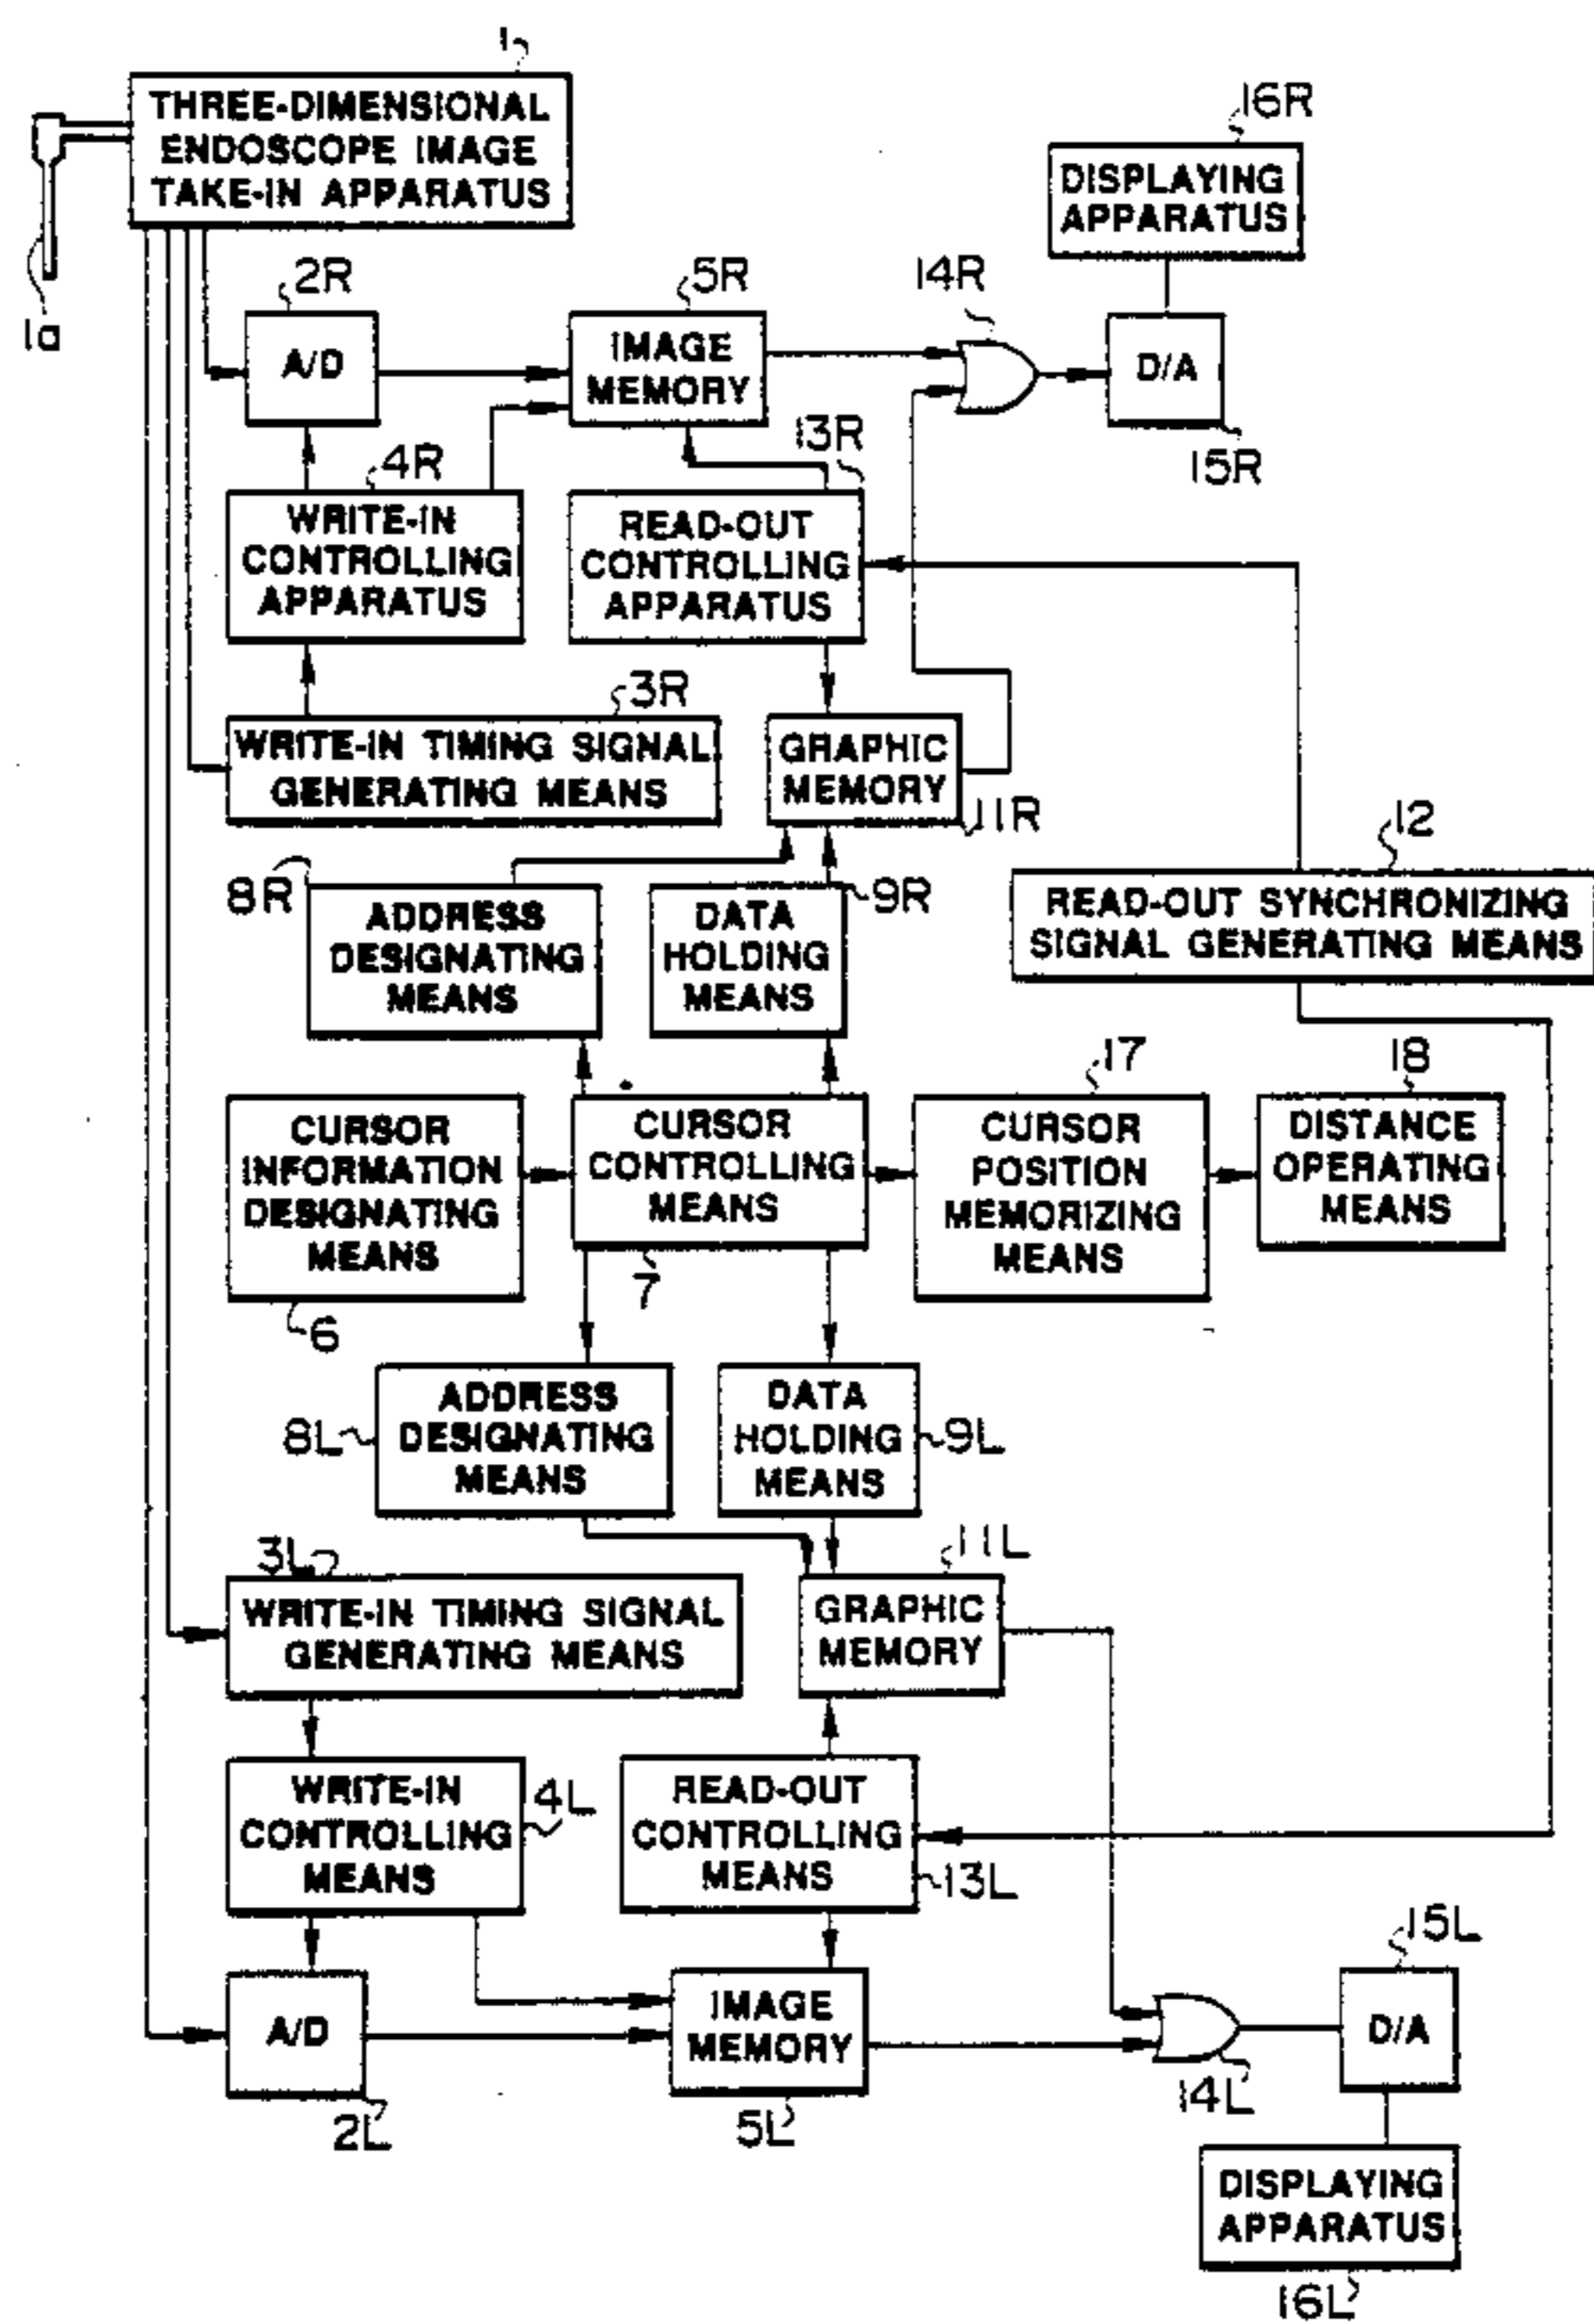 1
THREE-DIMENSIONAL
ENDOSCOPE IMAGE
TAKE-IN APPARATUS
1a
16R
DISPLAYING
APPARATUS
2R
A/D
5R
IMAGE
MEMORY
14R
D/A
15R
4R
WRITE-IN
CONTROLLING
APPARATUS
13R
READ-OUT
CONTROLLING
APPARATUS
3R
WRITE-IN TIMING SIGNAL
GENERATING MEANS
GRAPHIC
MEMORY
11R
12
READ-OUT SYNCHRONIZING
SIGNAL GENERATING MEANS
8R
ADDRESS
DESIGNATING
MEANS
9R
DATA
HOLDING
MEANS
CURSOR
INFORMATION
DESIGNATING
MEANS
6
CURSOR
CONTROLLING
MEANS
7
17
CURSOR
POSITION
MEMORIZING
MEANS
18
DISTANCE
OPERATING
MEANS
8L
ADDRESS
DESIGNATING
MEANS
DATA
HOLDING
MEANS
9L
3L
WRITE-IN TIMING SIGNAL
GENERATING MEANS
11L
GRAPHIC
MEMORY
WRITE-IN
CONTROLLING
MEANS
4L
READ-OUT
CONTROLLING
MEANS
13L
A/D
2L
IMAGE
MEMORY
5L
14L
15L
D/A
DISPLAYING
APPARATUS
16L